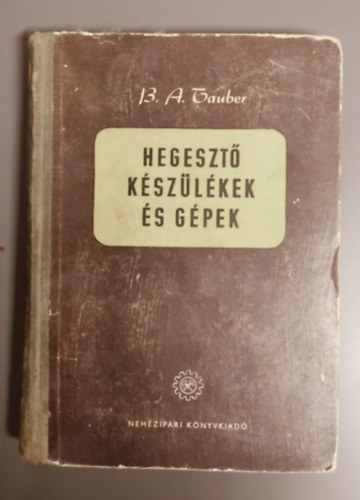 B. A. Tauber
HEGESZTŐ
KÉSZÜLÉKEK
ÉS GÉPEK
NEHÉZIPARI KÖNYVKIADÓ